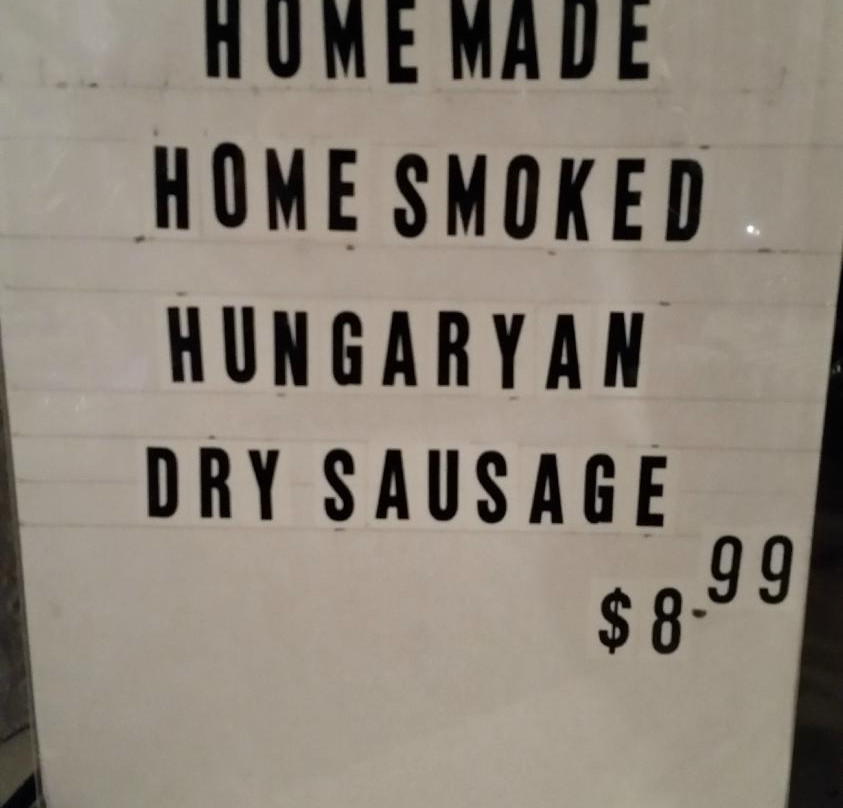 HOME MADE
HOME SMOKED
HUNGARYAN
DRY SAUSAGE
$8.99